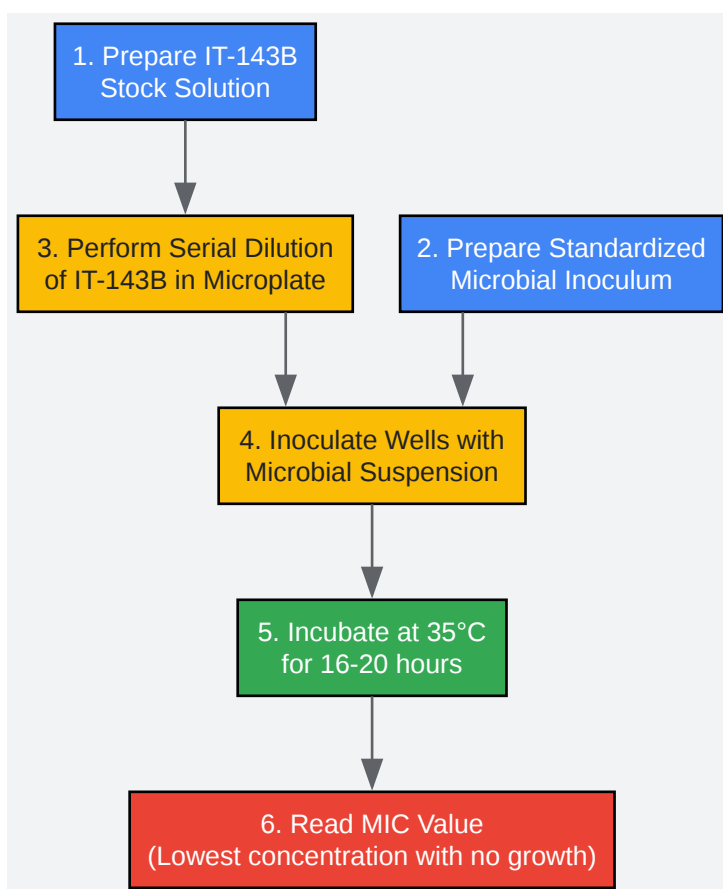 1. Prepare IT-143B
Stock Solution
3. Perform Serial Dilution
of IT-143B in Microplate
2. Prepare Standardized
Microbial Inoculum
4. Inoculate Wells with
Microbial Suspension
5. Incubate at 35°C
for 16-20 hours
6. Read MIC Value
(Lowest concentration with no growth)